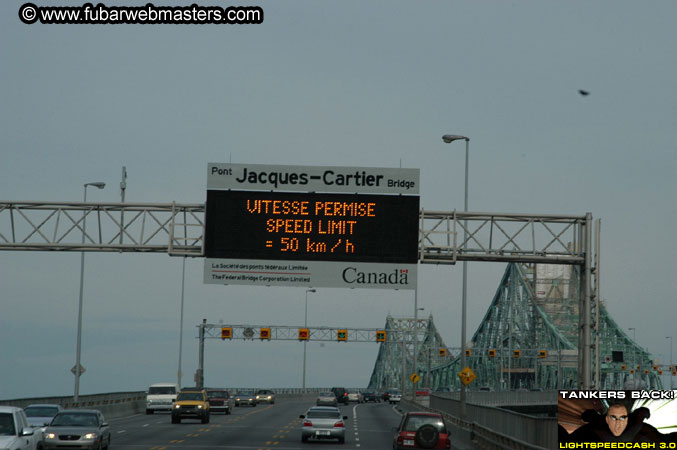 © www.fubarwebmasters.com
Pont Jacques-Cartier Bridge
VITESSE PERMISE
SPEED LIMIT
= 50 km/h
La Société des ponts fédéraux Limitée
The Federal Bridge Corporation Limited
Canada
TANKERS BACK!
LIGHTSPEEDCASH 3.0